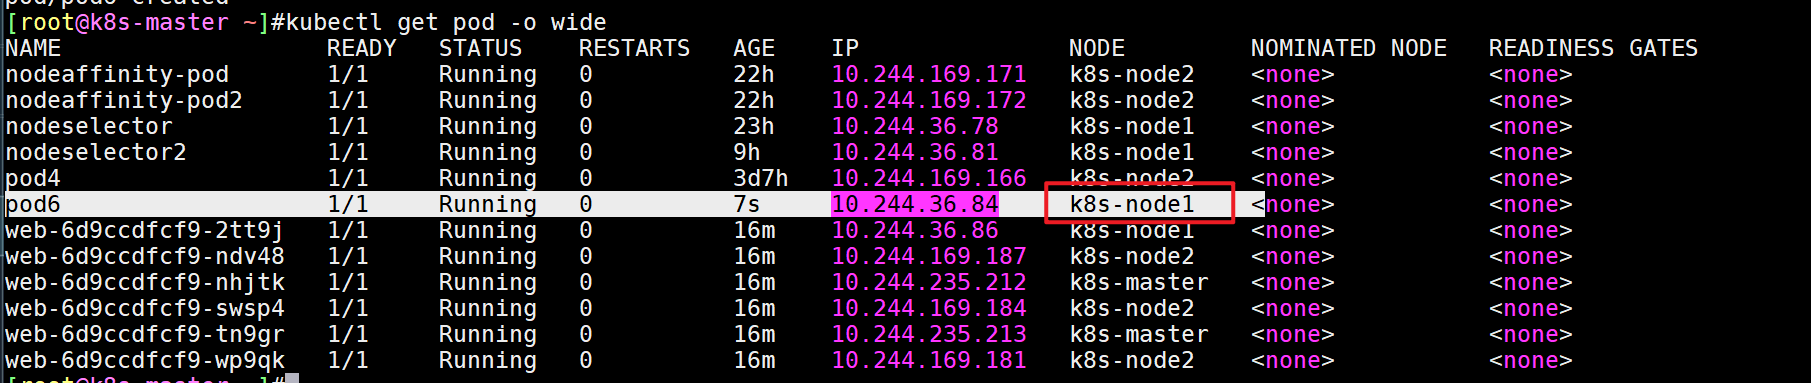 pod/pod6 created
[root@k8s-master ~]#kubectl get pod -o wide
NAME READY STATUS RESTARTS AGE IP NODE NOMINATED NODE READINESS GATES
nodeaffinity-pod 1/1 Running 0 22h 10.244.169.171 k8s-node2 <none> <none>
nodeaffinity-pod2 1/1 Running 0 22h 10.244.169.172 k8s-node2 <none> <none>
nodeselector 1/1 Running 0 23h 10.244.36.78 k8s-node1 <none> <none>
nodeselector2 1/1 Running 0 9h 10.244.36.81 k8s-node1 <none> <none>
pod4 1/1 Running 0 3d7h 10.244.169.166 k8s-node2 <none> <none>
pod6 1/1 Running 0 7s 10.244.36.84 k8s-node1 <none> <none>
web-6d9ccdfcf9-2tt9j 1/1 Running 0 16m 10.244.36.86 k8s-node1 <none> <none>
web-6d9ccdfcf9-ndv48 1/1 Running 0 16m 10.244.169.187 k8s-node2 <none> <none>
web-6d9ccdfcf9-nhjtk 1/1 Running 0 16m 10.244.235.212 k8s-master <none> <none>
web-6d9ccdfcf9-swsp4 1/1 Running 0 16m 10.244.169.184 k8s-node2 <none> <none>
web-6d9ccdfcf9-tn9gr 1/1 Running 0 16m 10.244.235.213 k8s-master <none> <none>
web-6d9ccdfcf9-wp9qk 1/1 Running 0 16m 10.244.169.181 k8s-node2 <none> <none>
[root@k8s-master ~]#